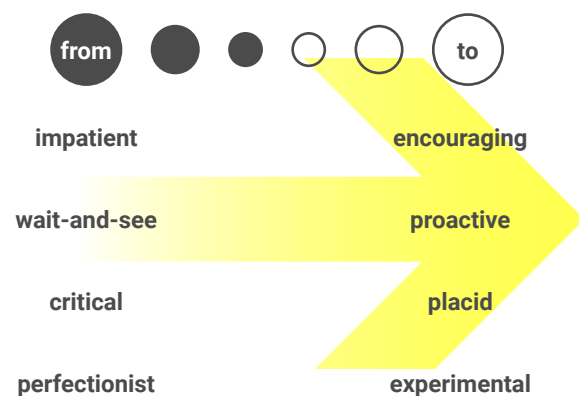 from to
impatient encouraging
wait-and-see proactive
critical placid
perfectionist experimental